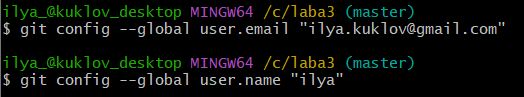 ilya_@kuklov_desktop MINGW64 /c/laba3 (master)
$ git config --global user.email "ilya.kuklov@gmail.com"
ilya_@kuklov_desktop MINGW64 /c/laba3 (master)
$ git config --global user.name "ilya"